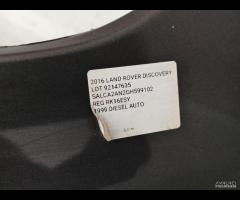 2016 LAND ROVER DISCOVERY
LOT 92147635
SALCA2AN2GH599102
REG RK16ESY
1999 DIESEL AUTO